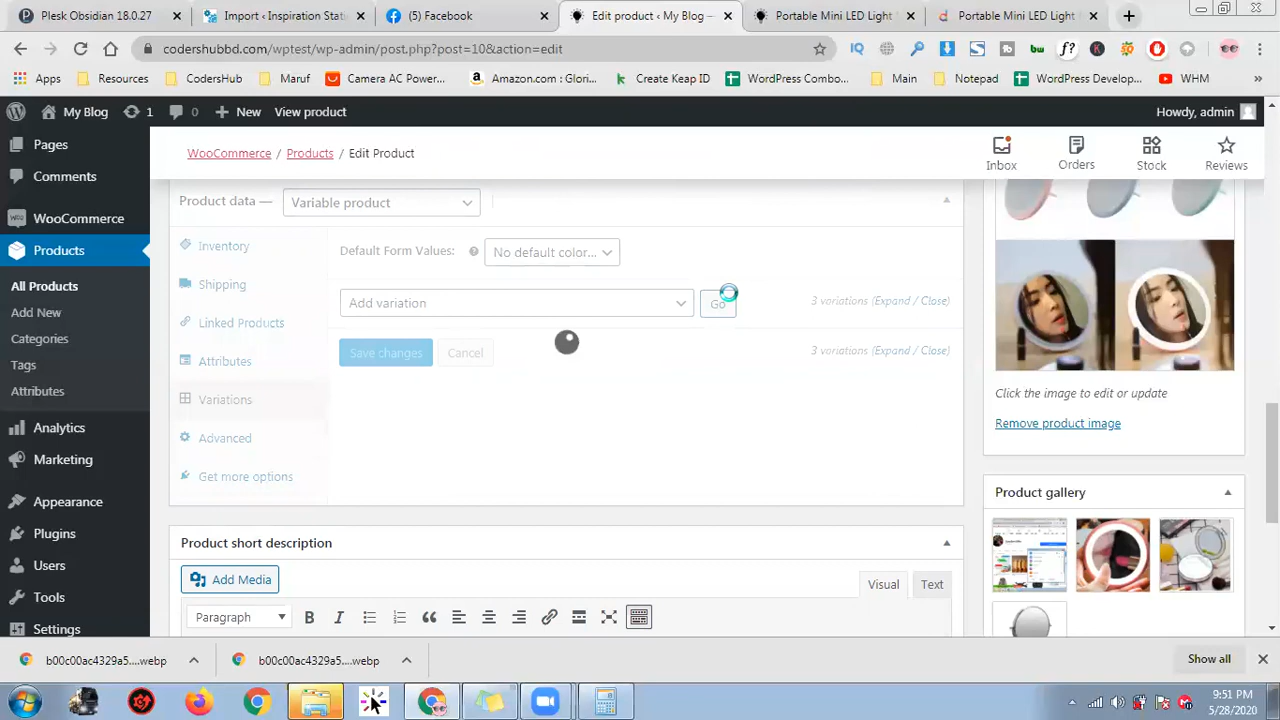 Plesk Obsidian 18.0.27
Import ‹ Inspiration Stati
(5) Facebook
Edit product ‹ My Blog —
Portable Mini LED Light
Portable Mini LED Light
codershubbd.com/wptest/wp-admin/post.php?post=10&action=edit
Apps
Resources
CodersHub
Maruf
Camera AC Powe...
Amazon.com : Glori...
Create Keap ID
WordPress Combo...
Main
Notepad
WordPress Develop...
WHM
My Blog
1
0
New
View product
Howdy, admin
Pages
Comments
WooCommerce
Products
All Products
Add New
Categories
Tags
Attributes
Analytics
Marketing
Appearance
Plugins
Users
Tools
Settings
WooCommerce / Products / Edit Product
Inbox
Orders
Stock
Reviews
Product data —
Variable product
Inventory
Shipping
Linked Products
Attributes
Variations
Advanced
Get more options
Default Form Values:
No default color...
Add variation
Go
3 variations (Expand / Close)
Save changes
Cancel
3 variations (Expand / Close)
Product short description
Add Media
Visual
Text
Paragraph
Click the image to edit or update
Remove product image
Product gallery
b00c00ac4329a5....webp
b00c00ac4329a5....webp
Show all
9:51 PM
5/28/2020